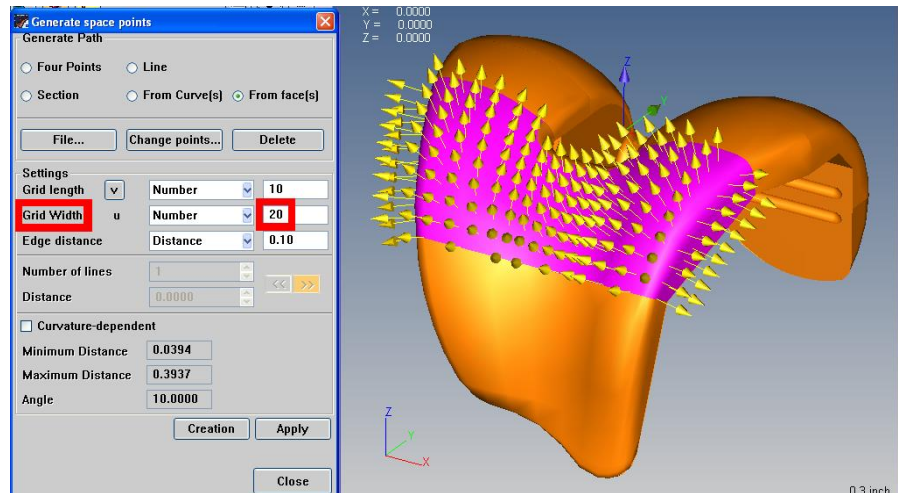 Generate space points
Generate Path
Four Points Line
Section From Curve(s) From face(s)
File... Change points... Delete
Settings
Grid length v Number 10
Grid Width u Number 20
Edge distance Distance 0.10
Number of lines 1
<< >>
Distance 0.0000
Curvature-dependent
Minimum Distance 0.0394
Maximum Distance 0.3937
Angle 10.0000
Creation Apply
Close
X = 0.0000
Y = 0.0000
Z = 0.0000
Z
Y
Z
Y
X
0.3 inch